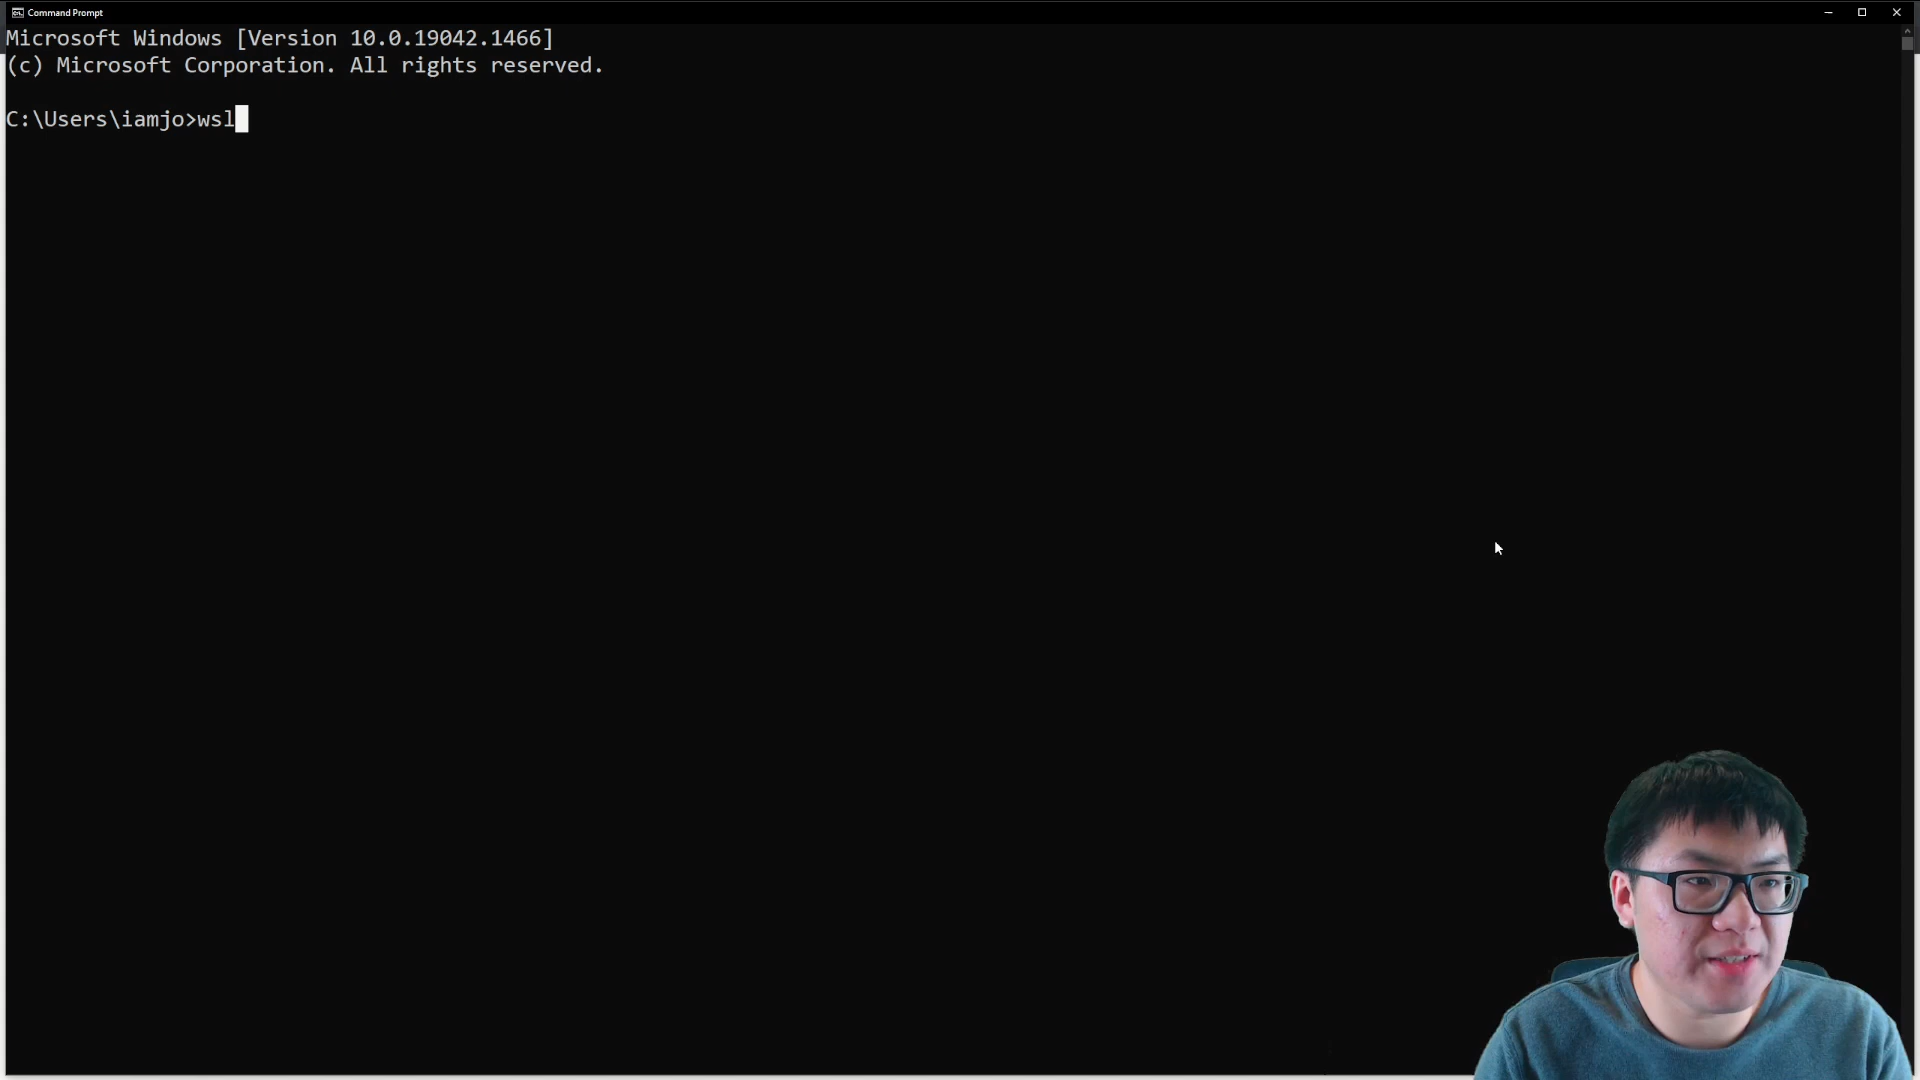 Command Prompt
Microsoft Windows [Version 10.0.19042.1466]
(c) Microsoft Corporation. All rights reserved.
C:\Users\iamjo>wsl